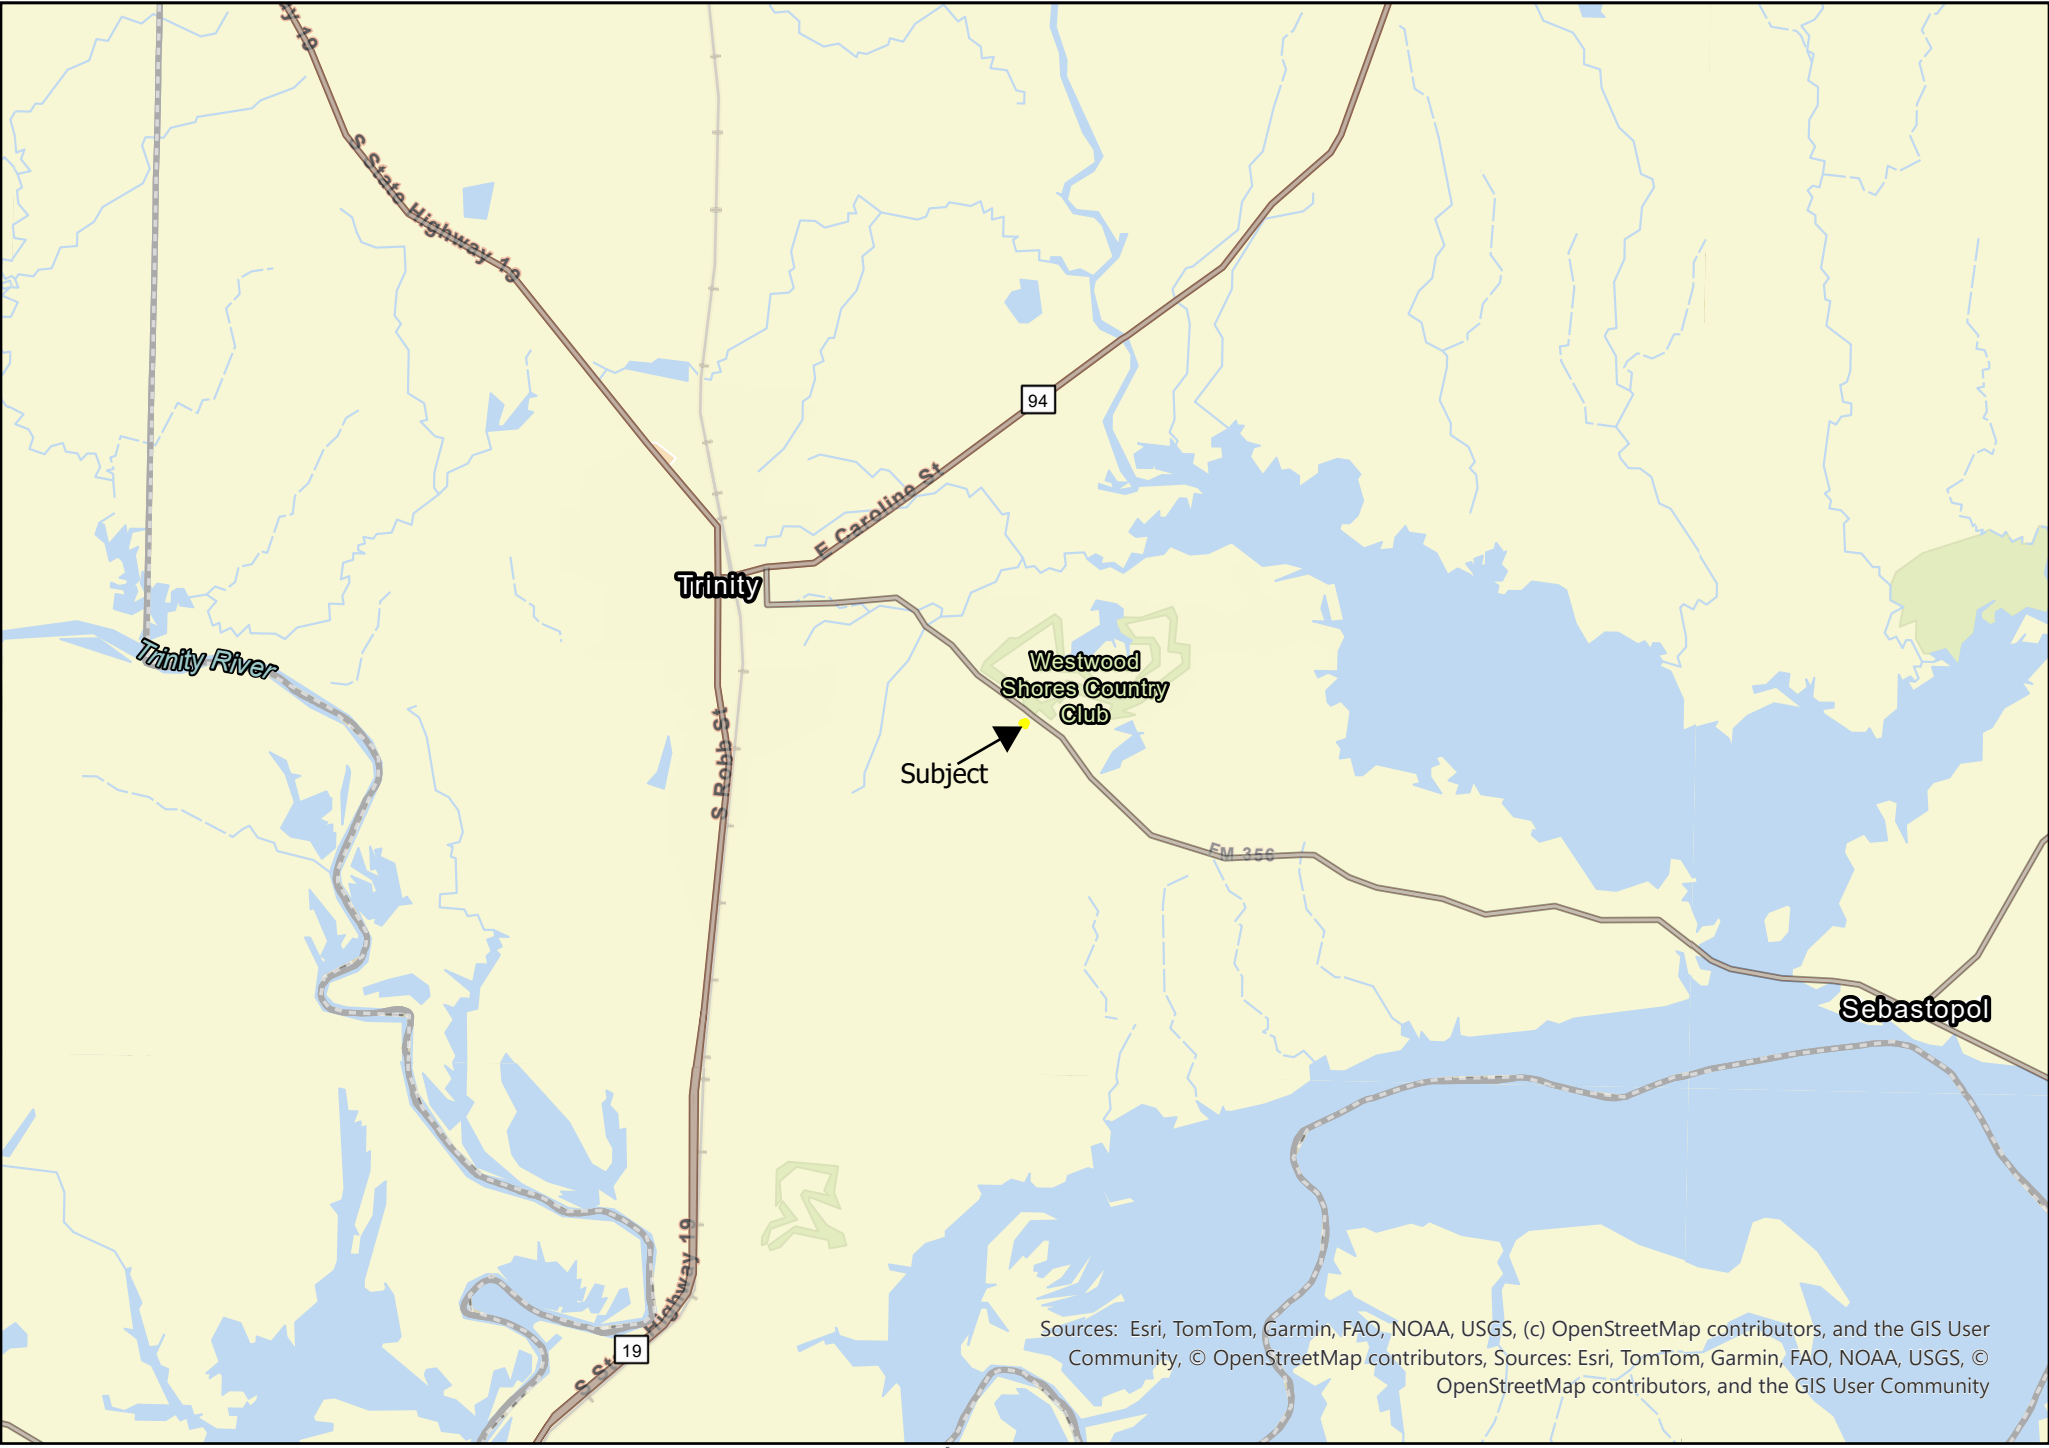 y 19
S State Highway 19
94
E Caroline St
Trinity
Trinity River
Westwood
Shores Country
Club
S Robb St
Subject
FM 356
Sebastopol
Highway 19
19
S St
Sources: Esri, TomTom, Garmin, FAO, NOAA, USGS, (c) OpenStreetMap contributors, and the GIS User
Community, © OpenStreetMap contributors, Sources: Esri, TomTom, Garmin, FAO, NOAA, USGS, ©
OpenStreetMap contributors, and the GIS User Community